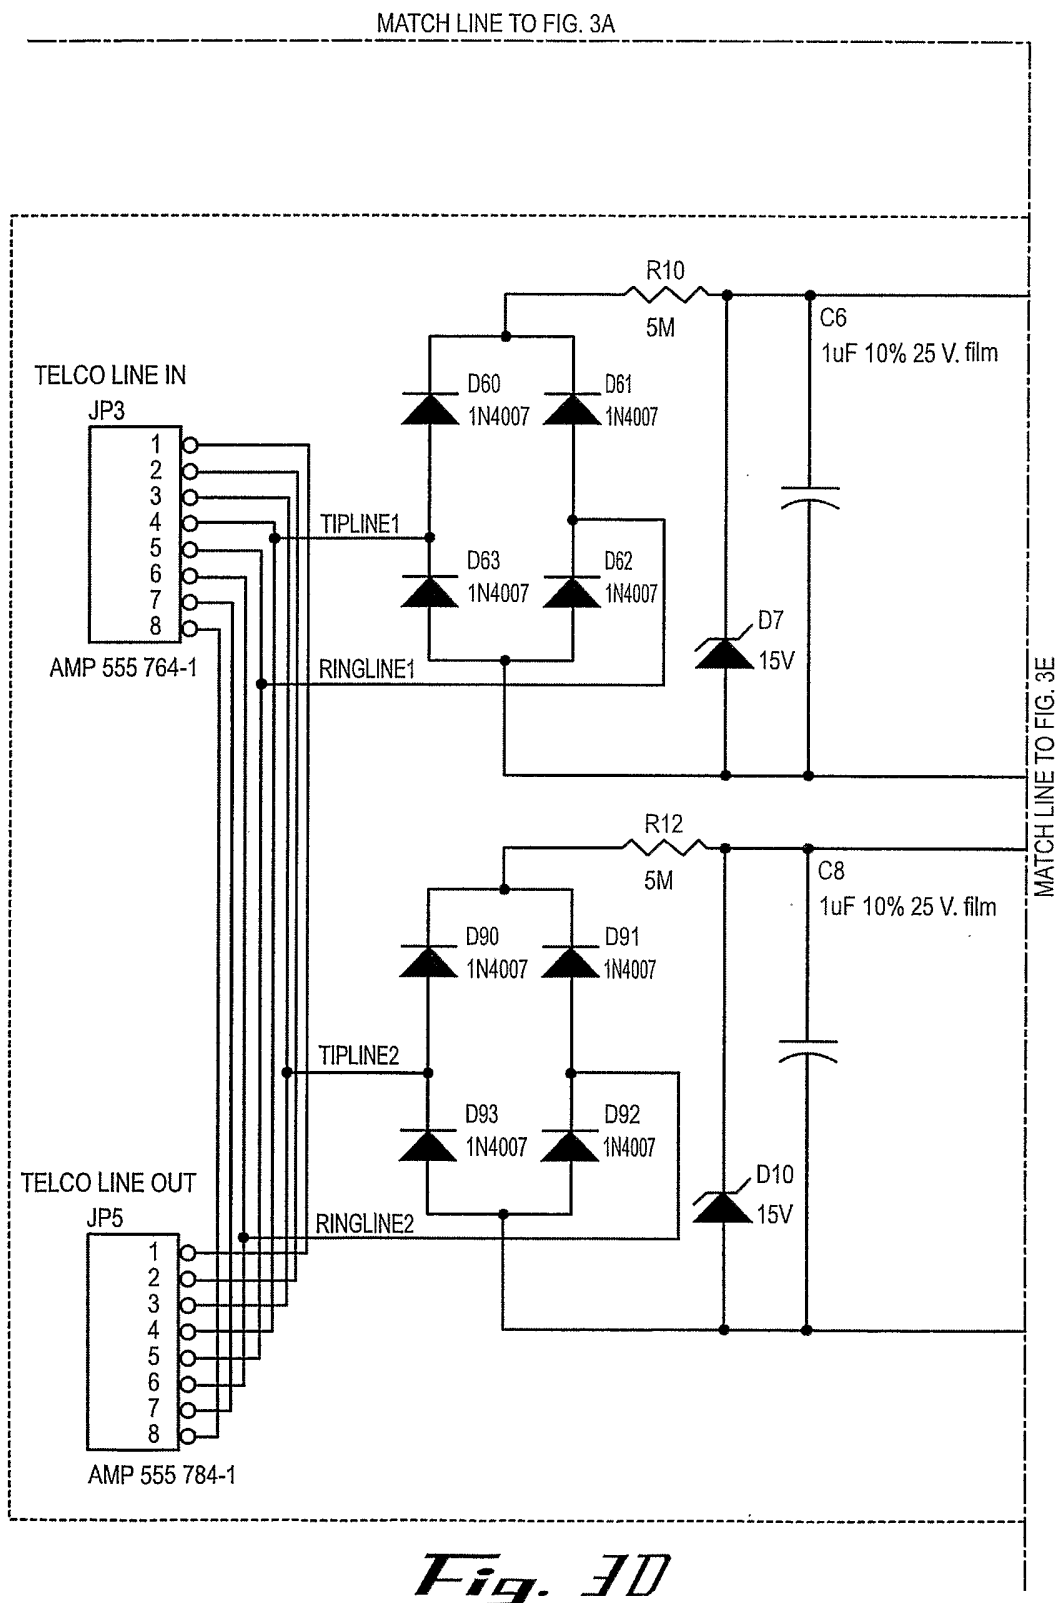 MATCH LINE TO FIG. 3A
R10
5M
C6
1uF 10% 25 V. film
TELCO LINE IN
JP3
D60
1N4007
D61
1N4007
1
2
3
4
5
6
7
8
TIPLINE1
D63
1N4007
D62
1N4007
D7
15V
AMP 555 764-1
RINGLINE1
MATCH LINE TO FIG. 3E
R12
5M
C8
1uF 10% 25 V. film
D90
1N4007
D91
1N4007
TIPLINE2
D93
1N4007
D92
1N4007
D10
15V
TELCO LINE OUT
JP5
RINGLINE2
1
2
3
4
5
6
7
8
AMP 555 784-1
Fig. 3D